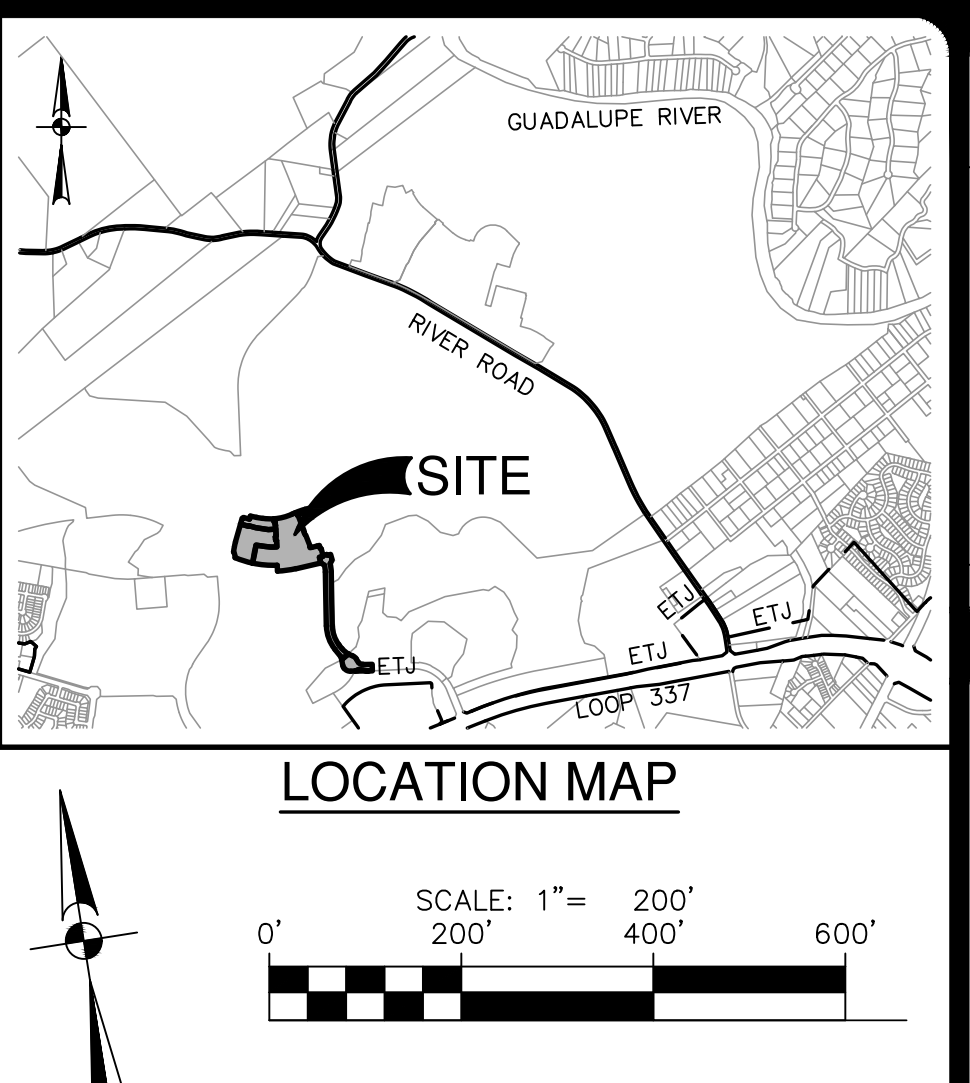 GUADALUPE RIVER
RIVER ROAD
SITE
ETJ
ETJ
ETJ
ETJ
LOOP 337
LOCATION MAP
SCALE: 1"= 200'
0' 200' 400' 600'